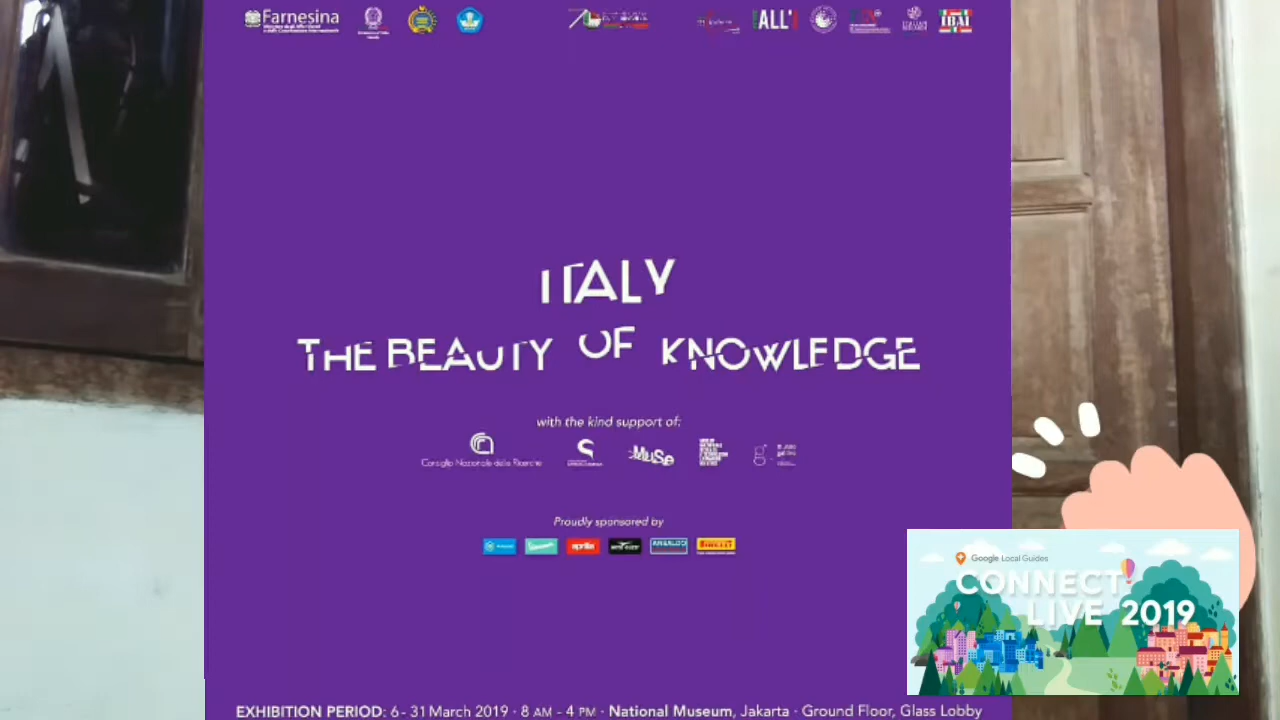 Farnesina
ALL'
IBAI
ITALY
THE BEAUTY OF KNOWLEDGE
with the kind support of:
Consiglio Nazionale delle Ricerche
MUSE
Proudly sponsored by
aprilia
ANSALDO
PIRELLI
Google Local Guides
CONNECT
LIVE 2019
EXHIBITION PERIOD: 6 - 31 March 2019 · 8 AM - 4 PM · National Museum, Jakarta · Ground Floor, Glass Lobby